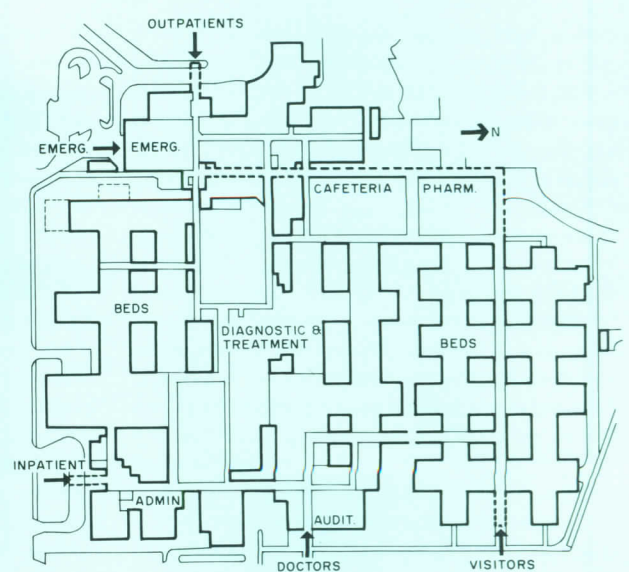 OUTPATIENTS
EMERG.
EMERG.
N
CAFETERIA
PHARM.
BEDS
DIAGNOSTIC &
TREATMENT
BEDS
INPATIENT
ADMIN
AUDIT.
DOCTORS
VISITORS